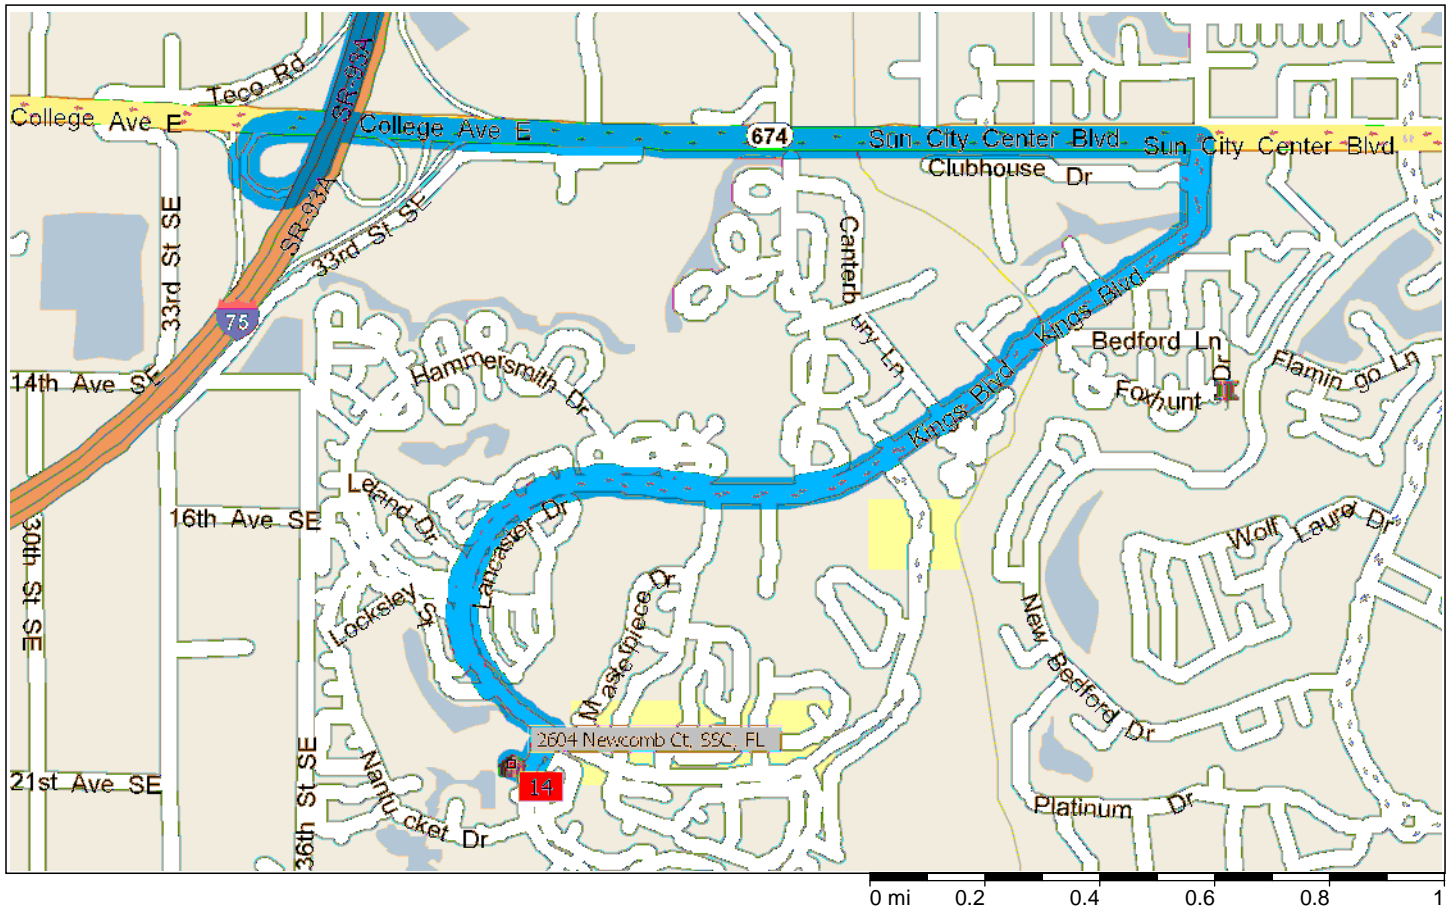 SR-93A
Teco Rd
College Ave E
College Ave E
674
Sun City Center Blvd
Sun City Center Blvd
Clubhouse Dr
SR-93A
33rd St SE
33rd St SE
Canterbury Ln
75
Kings Blvd
Bedford Ln
Dr
Foxhunt
Flamin go Ln
14th Ave SE
Hammersmith Dr
Kings Blvd
Leland Dr
16th Ave SE
Lancaster Dr
Wolf Laurel Dr
30th St SE
Locksley St
Masterpiece Dr
New Bedford Dr
2604 Newcomb Ct, SSC, FL
14
21st Ave SE
36th St SE
Nantu cket Dr
Platinum Dr
0 mi 0.2 0.4 0.6 0.8 1